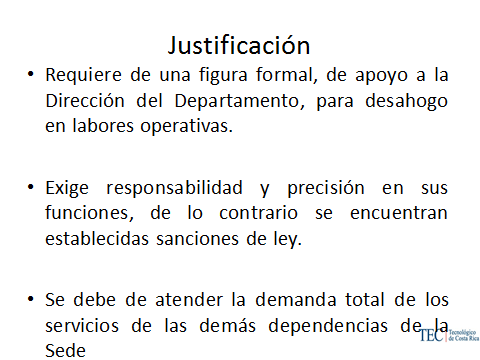 Justificación
• Requiere de una figura formal, de apoyo a la
Dirección del Departamento, para desahogo
en labores operativas.
• Exige responsabilidad y precisión en sus
funciones, de lo contrario se encuentran
establecidas sanciones de ley.
• Se debe de atender la demanda total de los
servicios de las demás dependencias de la
Sede
TEC | Tecnológico
de Costa Rica